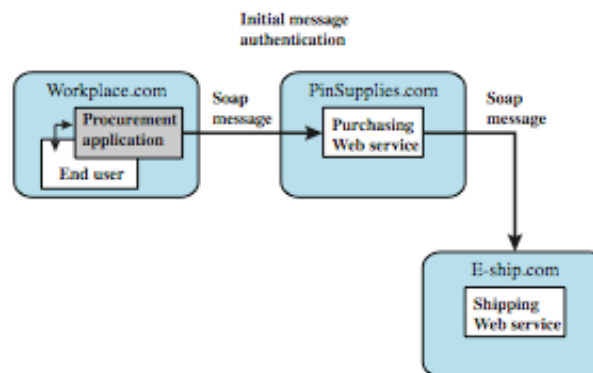 Initial message
authentication
Workplace.com
Procurement
application
End user
Soap
message
PinSupplies.com
Purchasing
Web service
Soap
message
E-ship.com
Shipping
Web service